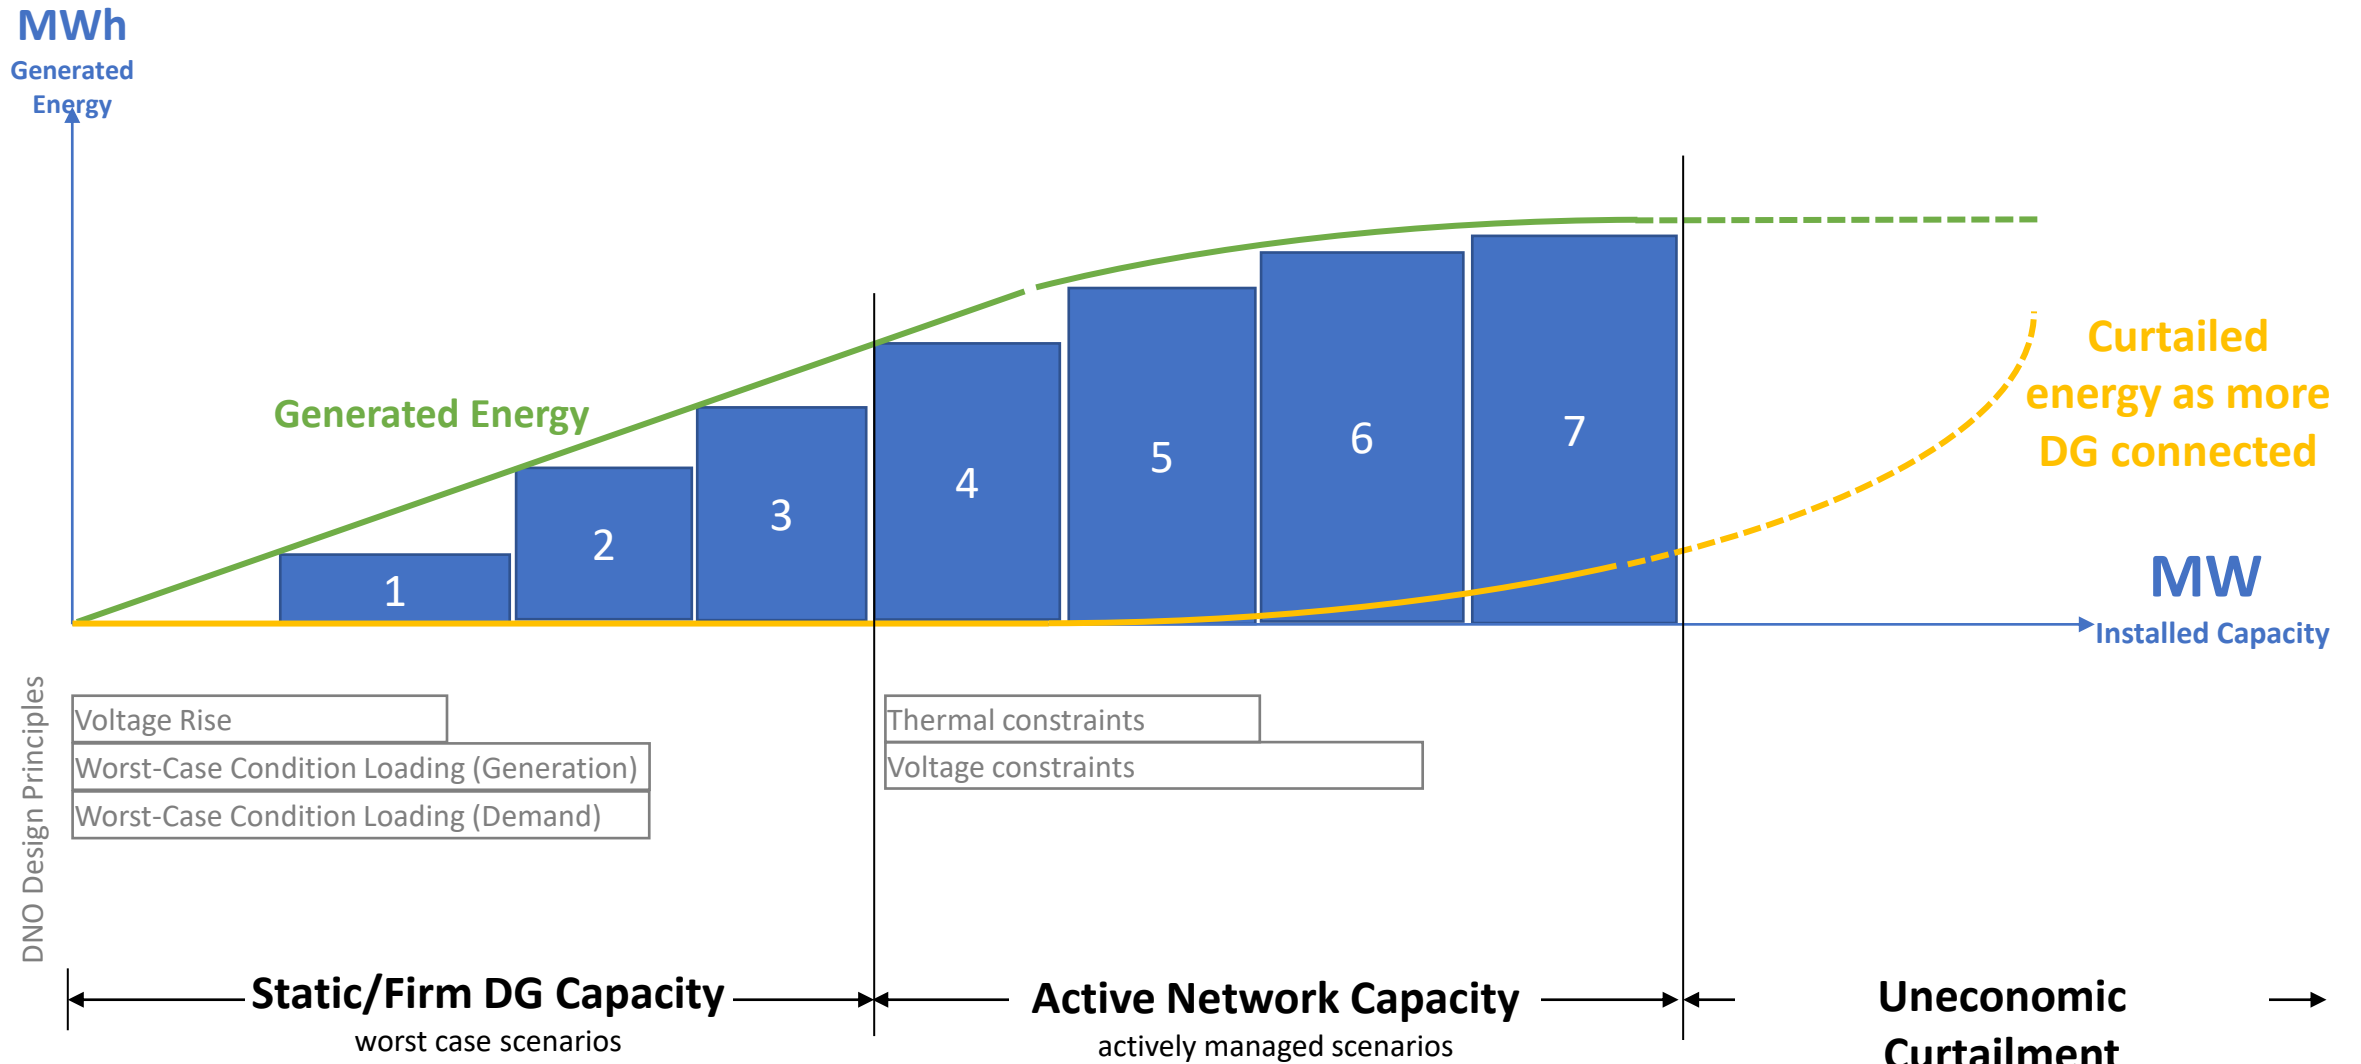 MWh
Generated
Energy
Generated Energy
1
2
3
4
5
6
7
Curtailed
energy as more
DG connected
MW
Installed Capacity
DNO Design Principles
Voltage Rise
Worst-Case Condition Loading (Generation)
Worst-Case Condition Loading (Demand)
Thermal constraints
Voltage constraints
Static/Firm DG Capacity
worst case scenarios
Active Network Capacity
actively managed scenarios
Uneconomic
Curtailment